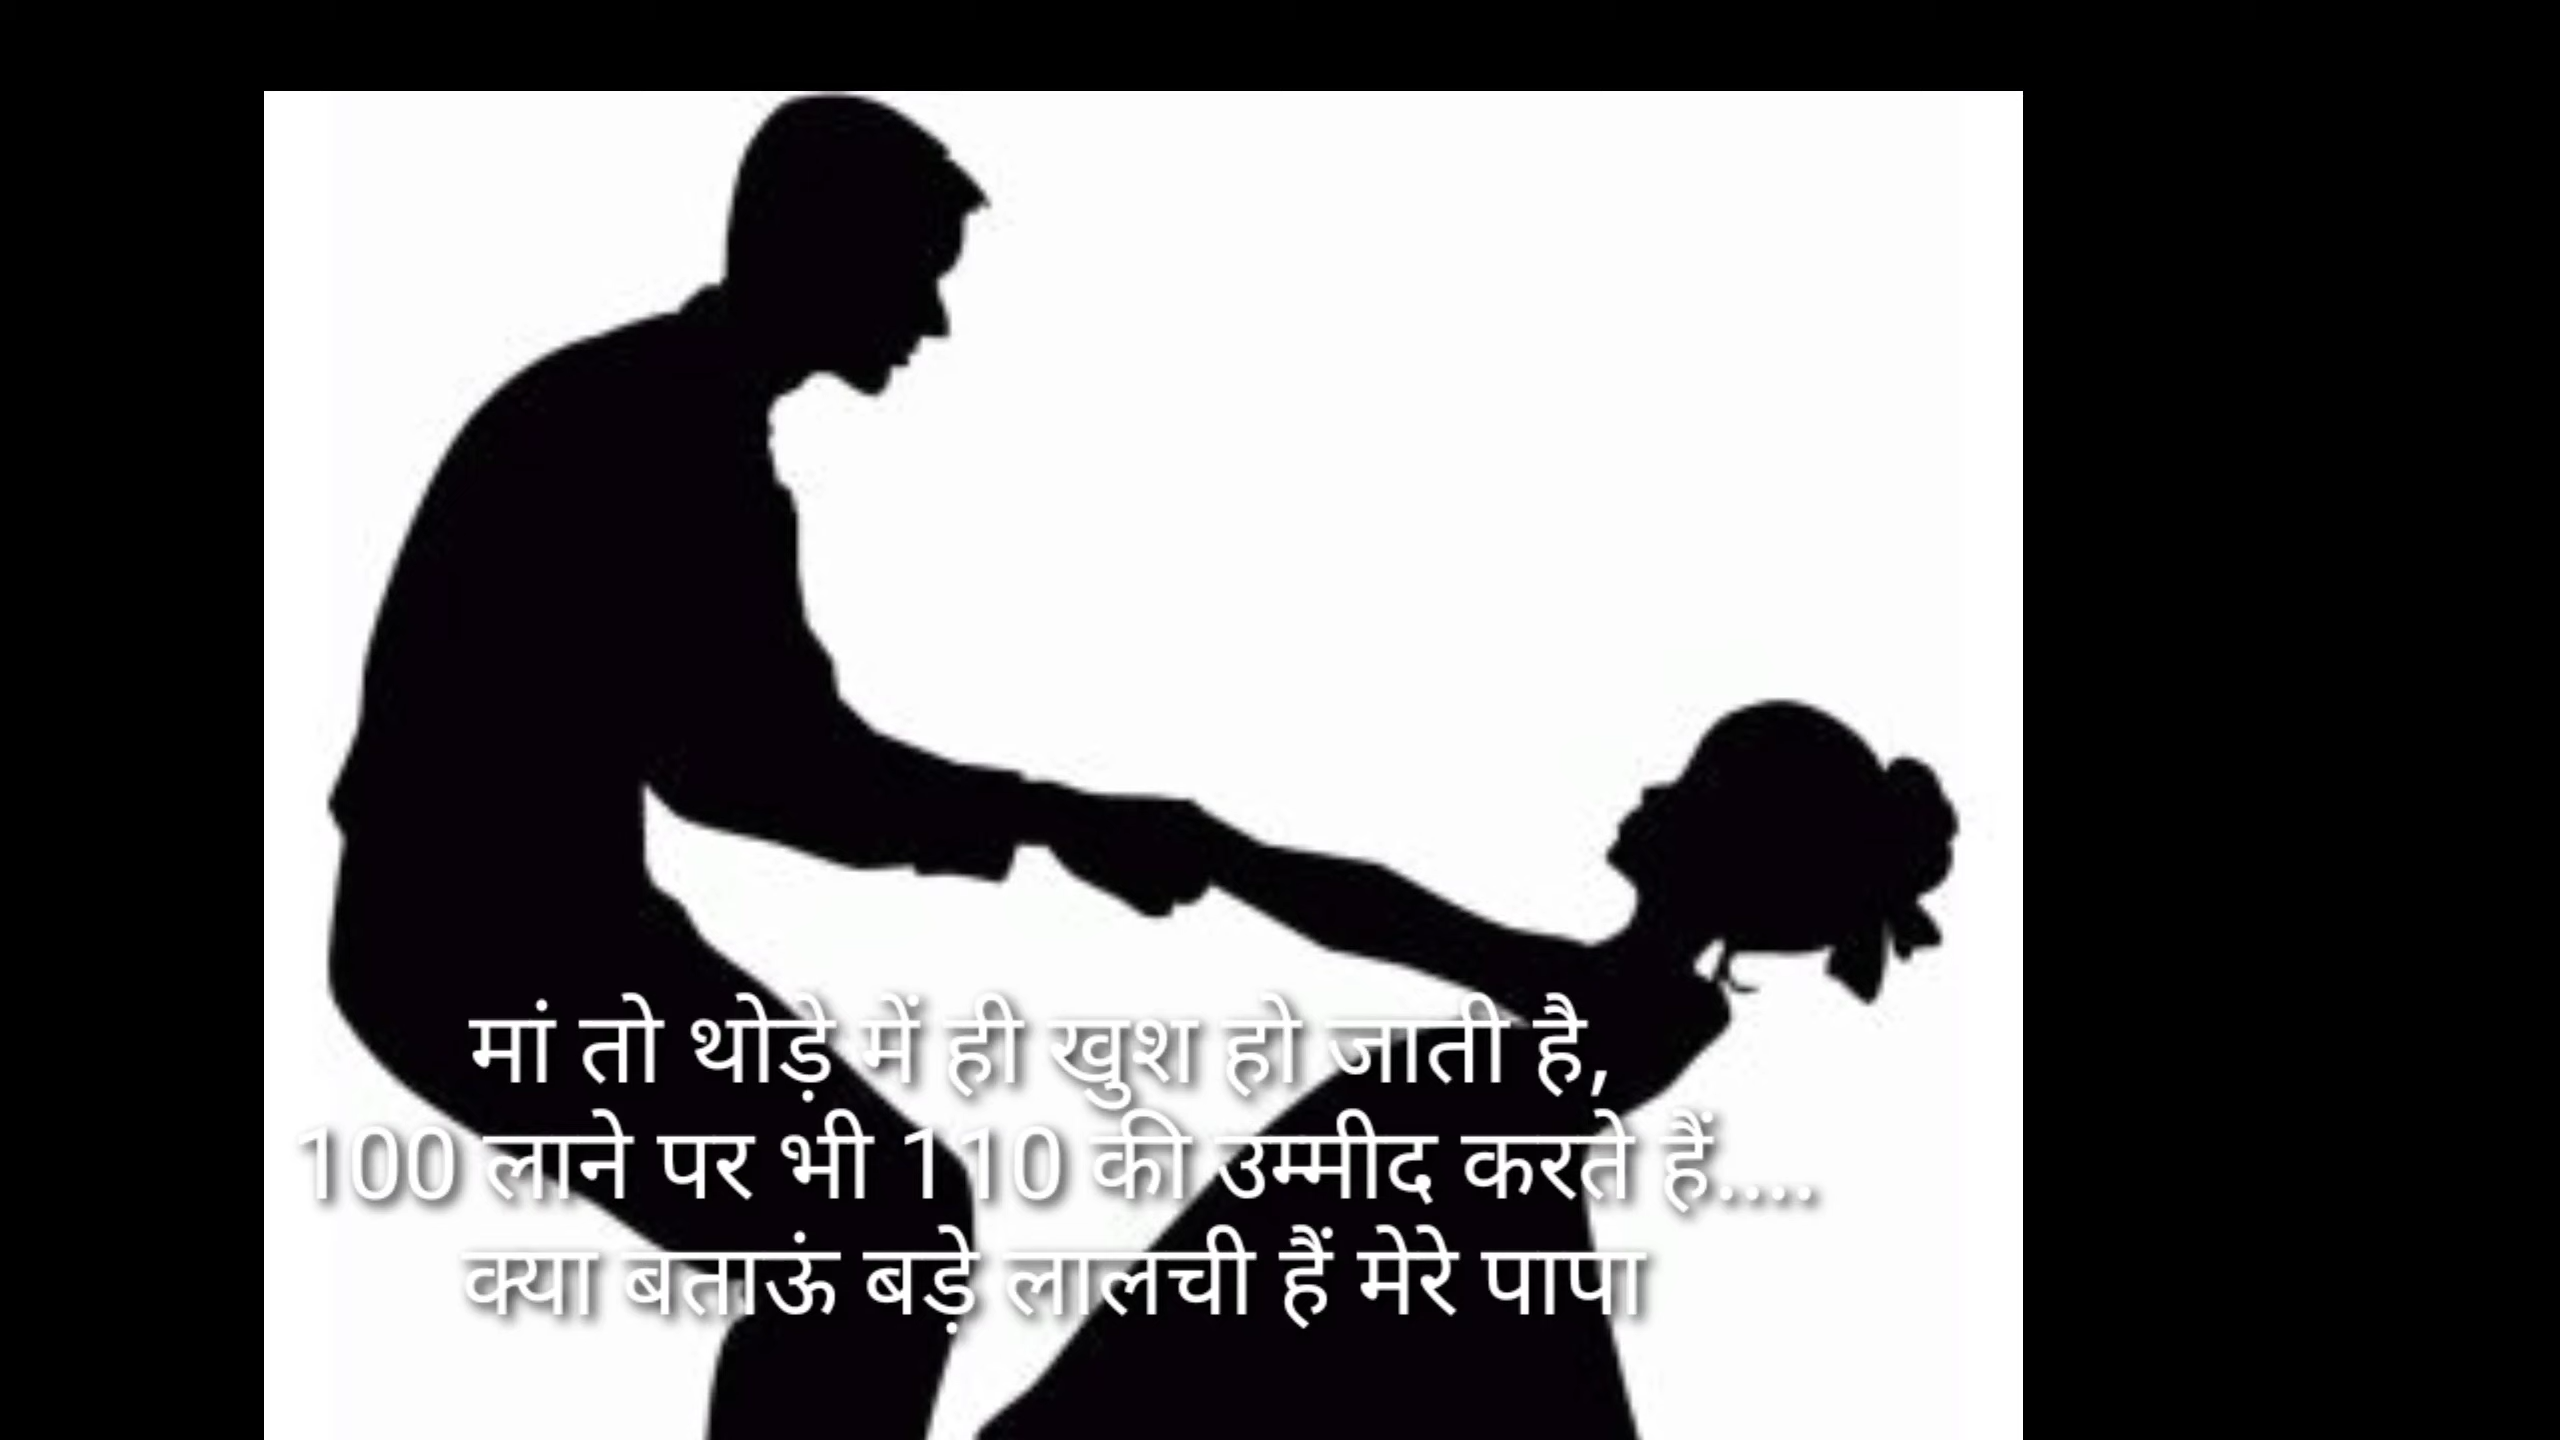 मां तो थोड़े में ही खुश हो जाती है,
100 लाने पर भी 110 की उम्मीद करते हैं....
क्या बताऊं बड़े लालची हैं मेरे पापा